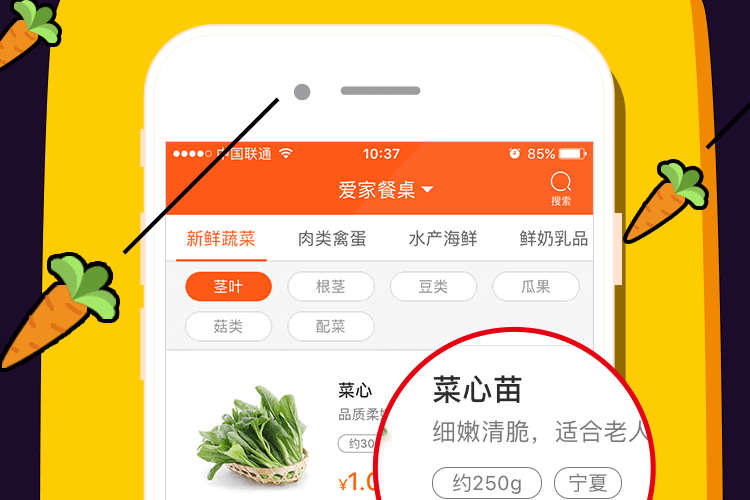 中国联通 10:37 85%
爱家餐桌
搜索
新鲜蔬菜 肉类禽蛋 水产海鲜 鲜奶乳品
茎叶 根茎 豆类 瓜果
菇类 配菜
菜心
品质柔
约30
¥1.0
菜心苗
细嫩清脆，适合老人
约250g 宁夏